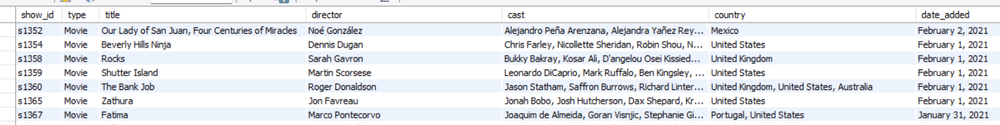 show_id type title director cast country date_added
s1352 Movie Our Lady of San Juan, Four Centuries of Miracles Noé González Alejandro Peña Arenzana, Alejandra Yañez Rey... Mexico February 2, 2021
s1354 Movie Beverly Hills Ninja Dennis Dugan Chris Farley, Nicollette Sheridan, Robin Shou, N... United States February 1, 2021
s1358 Movie Rocks Sarah Gavron Bukky Bakray, Kosar Ali, D'angelou Osei Kissied... United Kingdom February 1, 2021
s1359 Movie Shutter Island Martin Scorsese Leonardo DiCaprio, Mark Ruffalo, Ben Kingsley, ... United States February 1, 2021
s1360 Movie The Bank Job Roger Donaldson Jason Statham, Saffron Burrows, Richard Linter... United Kingdom, United States, Australia February 1, 2021
s1365 Movie Zathura Jon Favreau Jonah Bobo, Josh Hutcherson, Dax Shepard, Kr... United States February 1, 2021
s1367 Movie Fatima Marco Pontecorvo Joaquim de Almeida, Goran Visnjic, Stephanie Gi... Portugal, United States January 31, 2021